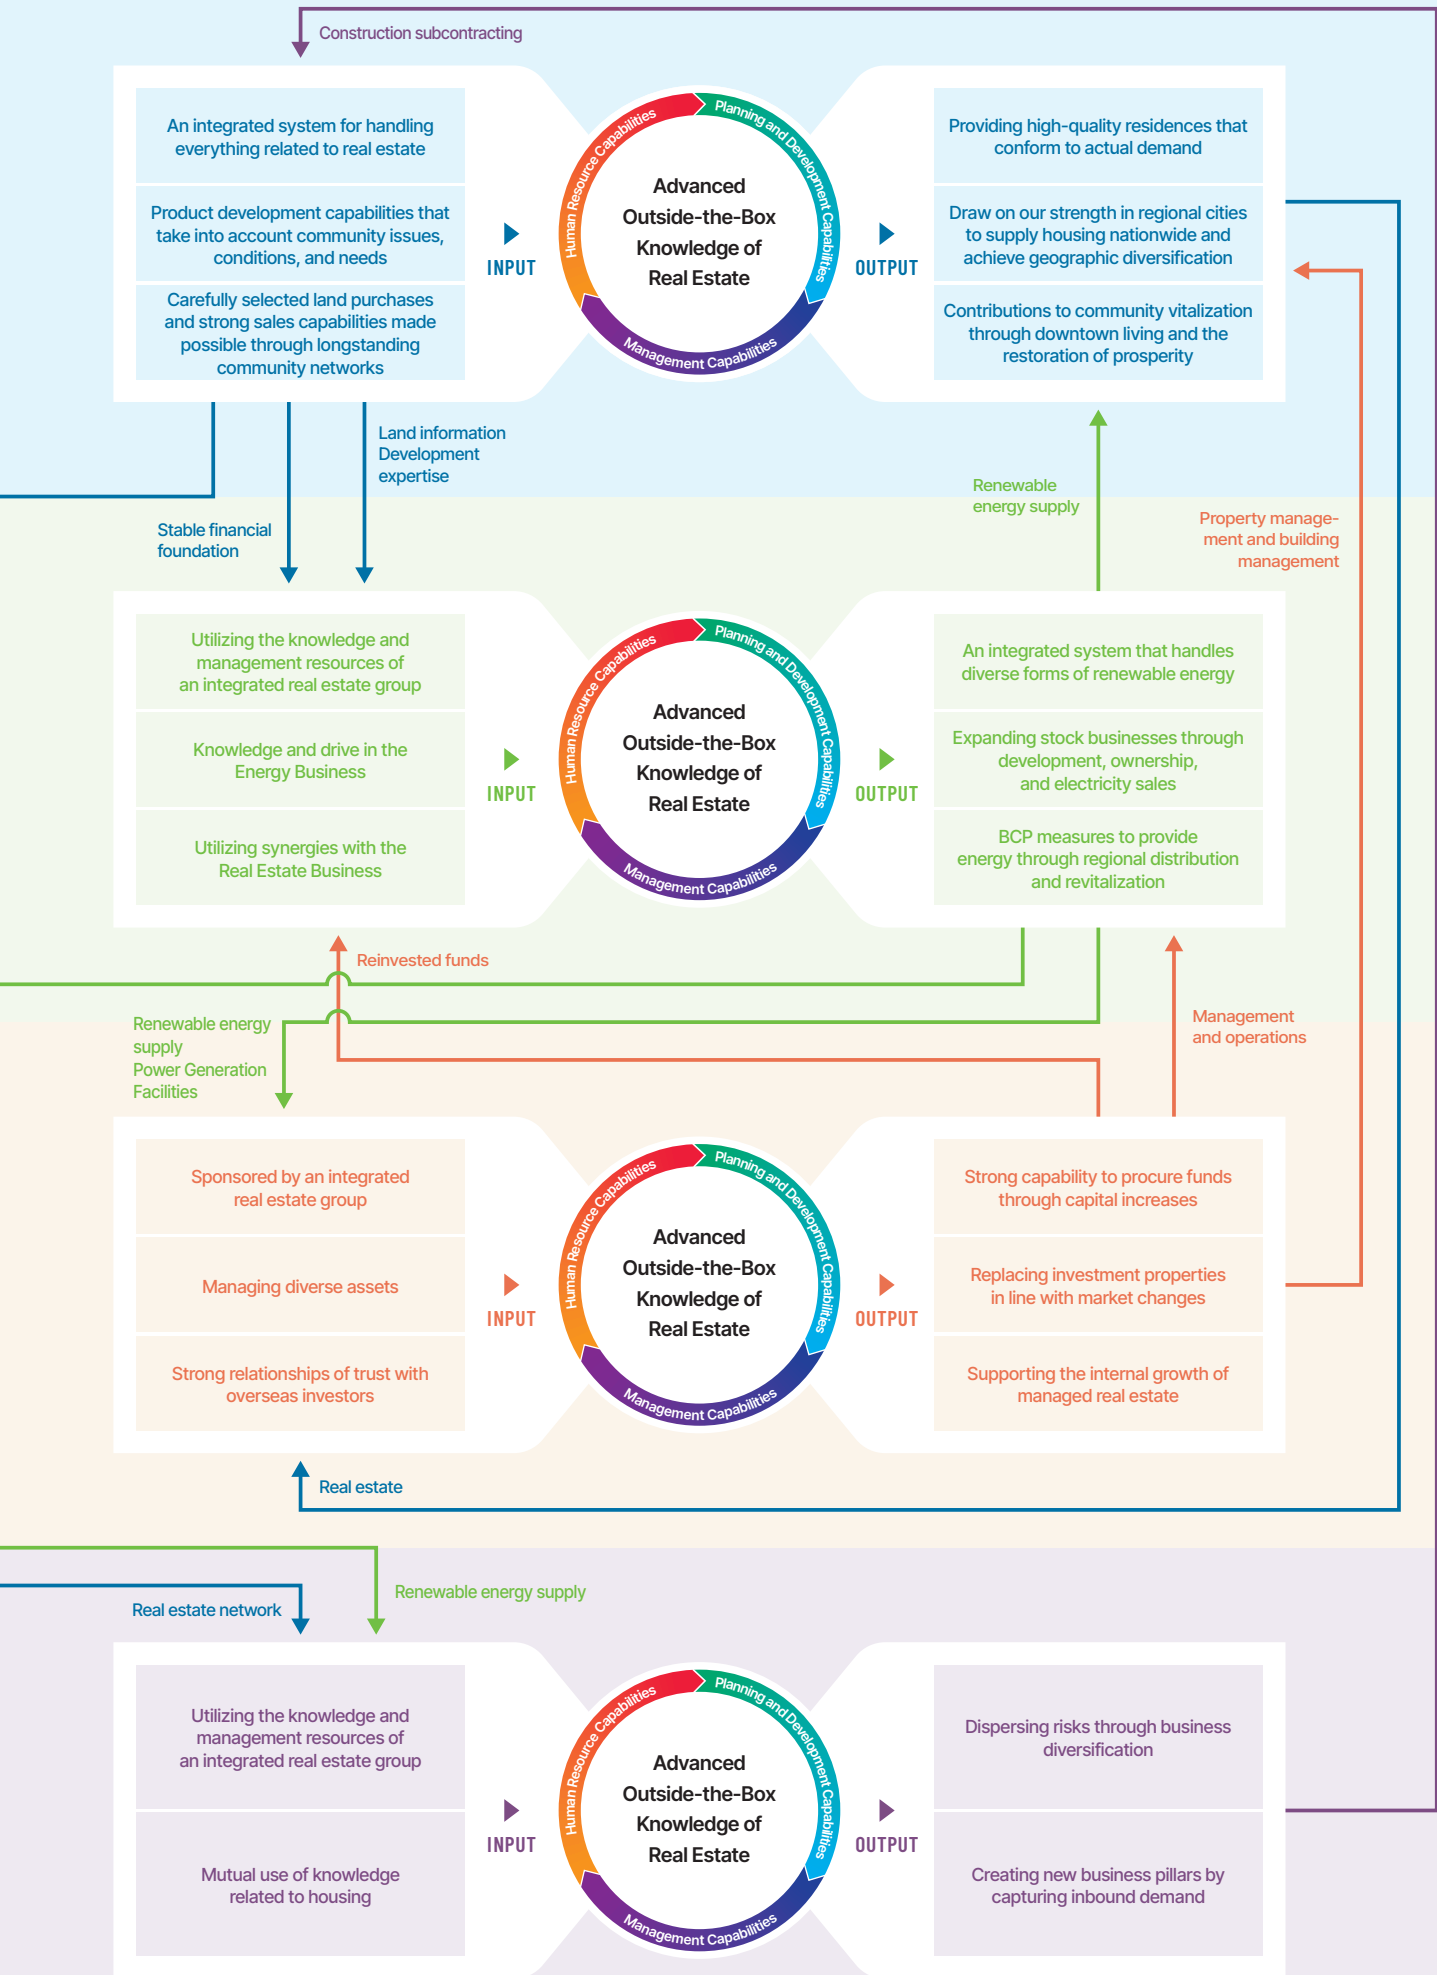 Construction subcontracting
An integrated system for handling
everything related to real estate
Product development capabilities that
take into account community issues,
conditions, and needs
Carefully selected land purchases
and strong sales capabilities made
possible through longstanding
community networks
INPUT
Human Resource Capabilities
Planning and Development Capabilities
Management Capabilities
Advanced
Outside-the-Box
Knowledge of
Real Estate
OUTPUT
Providing high-quality residences that
conform to actual demand
Draw on our strength in regional cities
to supply housing nationwide and
achieve geographic diversification
Contributions to community vitalization
through downtown living and the
restoration of prosperity
Land information
Development
expertise
Stable financial
foundation
Renewable
energy supply
Property manage-
ment and building
management
Utilizing the knowledge and
management resources of
an integrated real estate group
Knowledge and drive in the
Energy Business
Utilizing synergies with the
Real Estate Business
INPUT
Human Resource Capabilities
Planning and Development Capabilities
Management Capabilities
Advanced
Outside-the-Box
Knowledge of
Real Estate
OUTPUT
An integrated system that handles
diverse forms of renewable energy
Expanding stock businesses through
development, ownership,
and electricity sales
BCP measures to provide
energy through regional distribution
and revitalization
Reinvested funds
Renewable energy
supply
Power Generation
Facilities
Management
and operations
Sponsored by an integrated
real estate group
Managing diverse assets
Strong relationships of trust with
overseas investors
INPUT
Human Resource Capabilities
Planning and Development Capabilities
Management Capabilities
Advanced
Outside-the-Box
Knowledge of
Real Estate
OUTPUT
Strong capability to procure funds
through capital increases
Replacing investment properties
in line with market changes
Supporting the internal growth of
managed real estate
Real estate
Renewable energy supply
Real estate network
Utilizing the knowledge and
management resources of
an integrated real estate group
Mutual use of knowledge
related to housing
INPUT
Human Resource Capabilities
Planning and Development Capabilities
Management Capabilities
Advanced
Outside-the-Box
Knowledge of
Real Estate
OUTPUT
Dispersing risks through business
diversification
Creating new business pillars by
capturing inbound demand